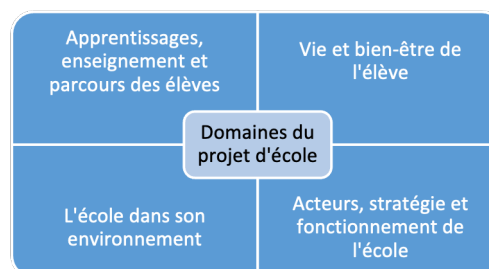 Apprentissages,
enseignement et
parcours des élèves
Vie et bien-être de
l'élève
Domaines du
projet d'école
L'école dans son
environnement
Acteurs, stratégie et
fonctionnement de
l'école